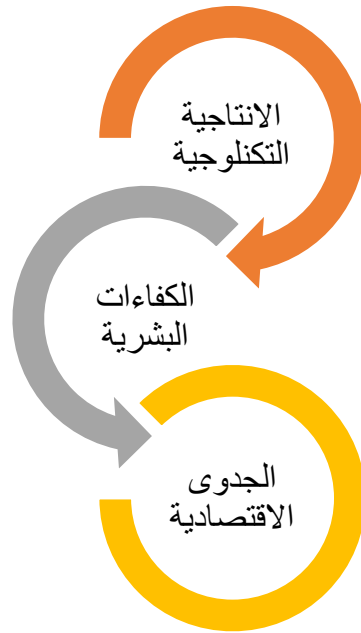 الانتاجية
التكنلوجية
الكفاءات
البشرية
الجدوى
الاقتصادية